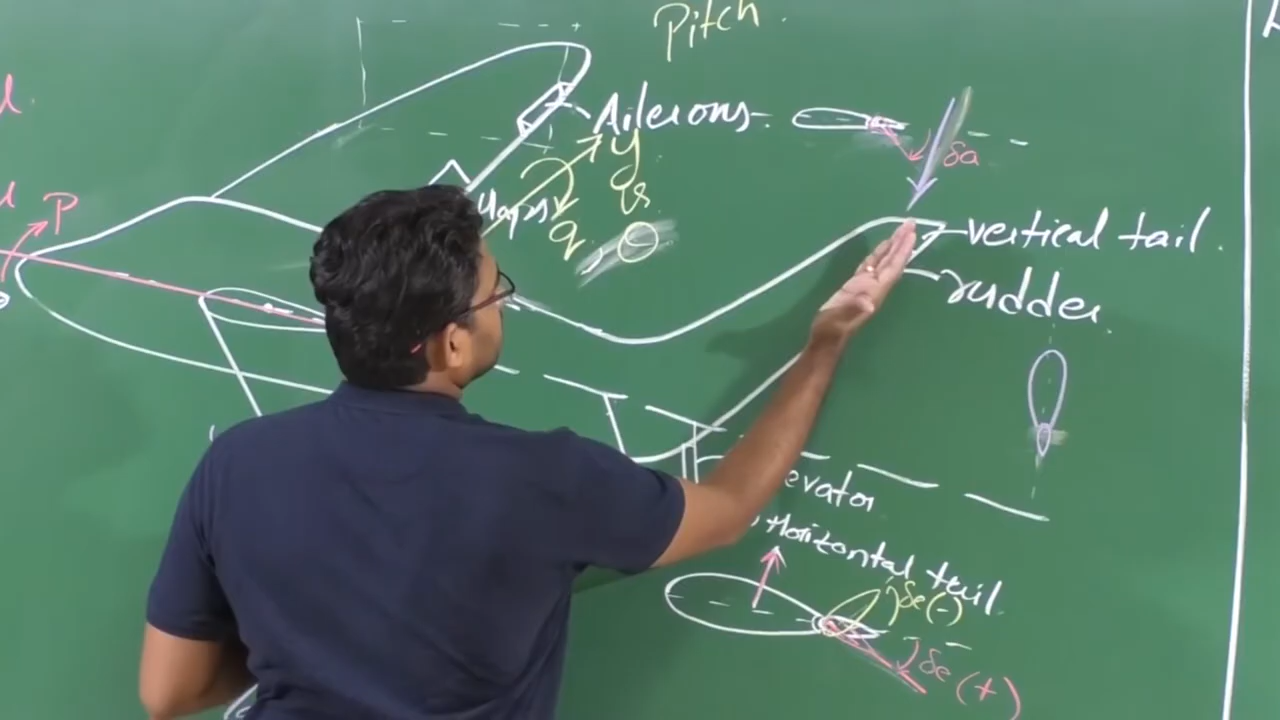 Pitch.
Ailerons-
δa
y
P
q, θ
vertical tail.
rudder.
evator
Horizontal tail.
δe(-)
δe(+)